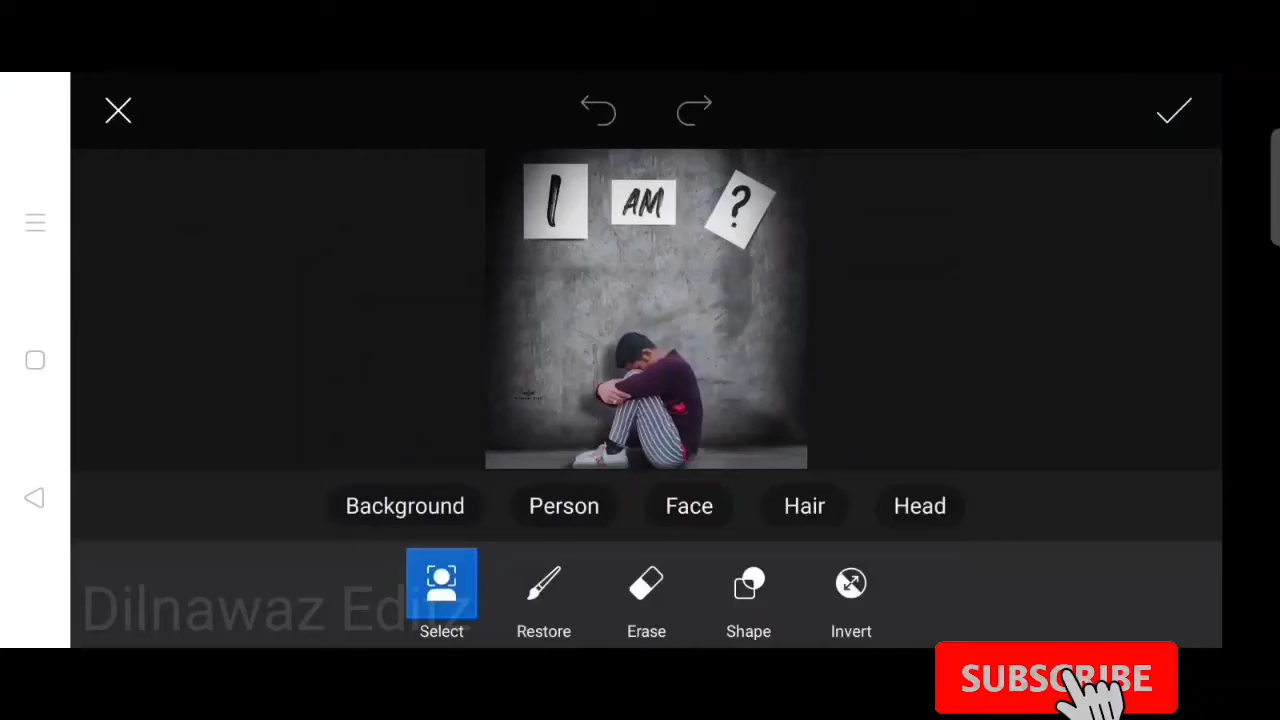 I AM ?
Background Person Face Hair Head
Dilnawaz Editz
Select Restore Erase Shape Invert
SUBSCRIBE